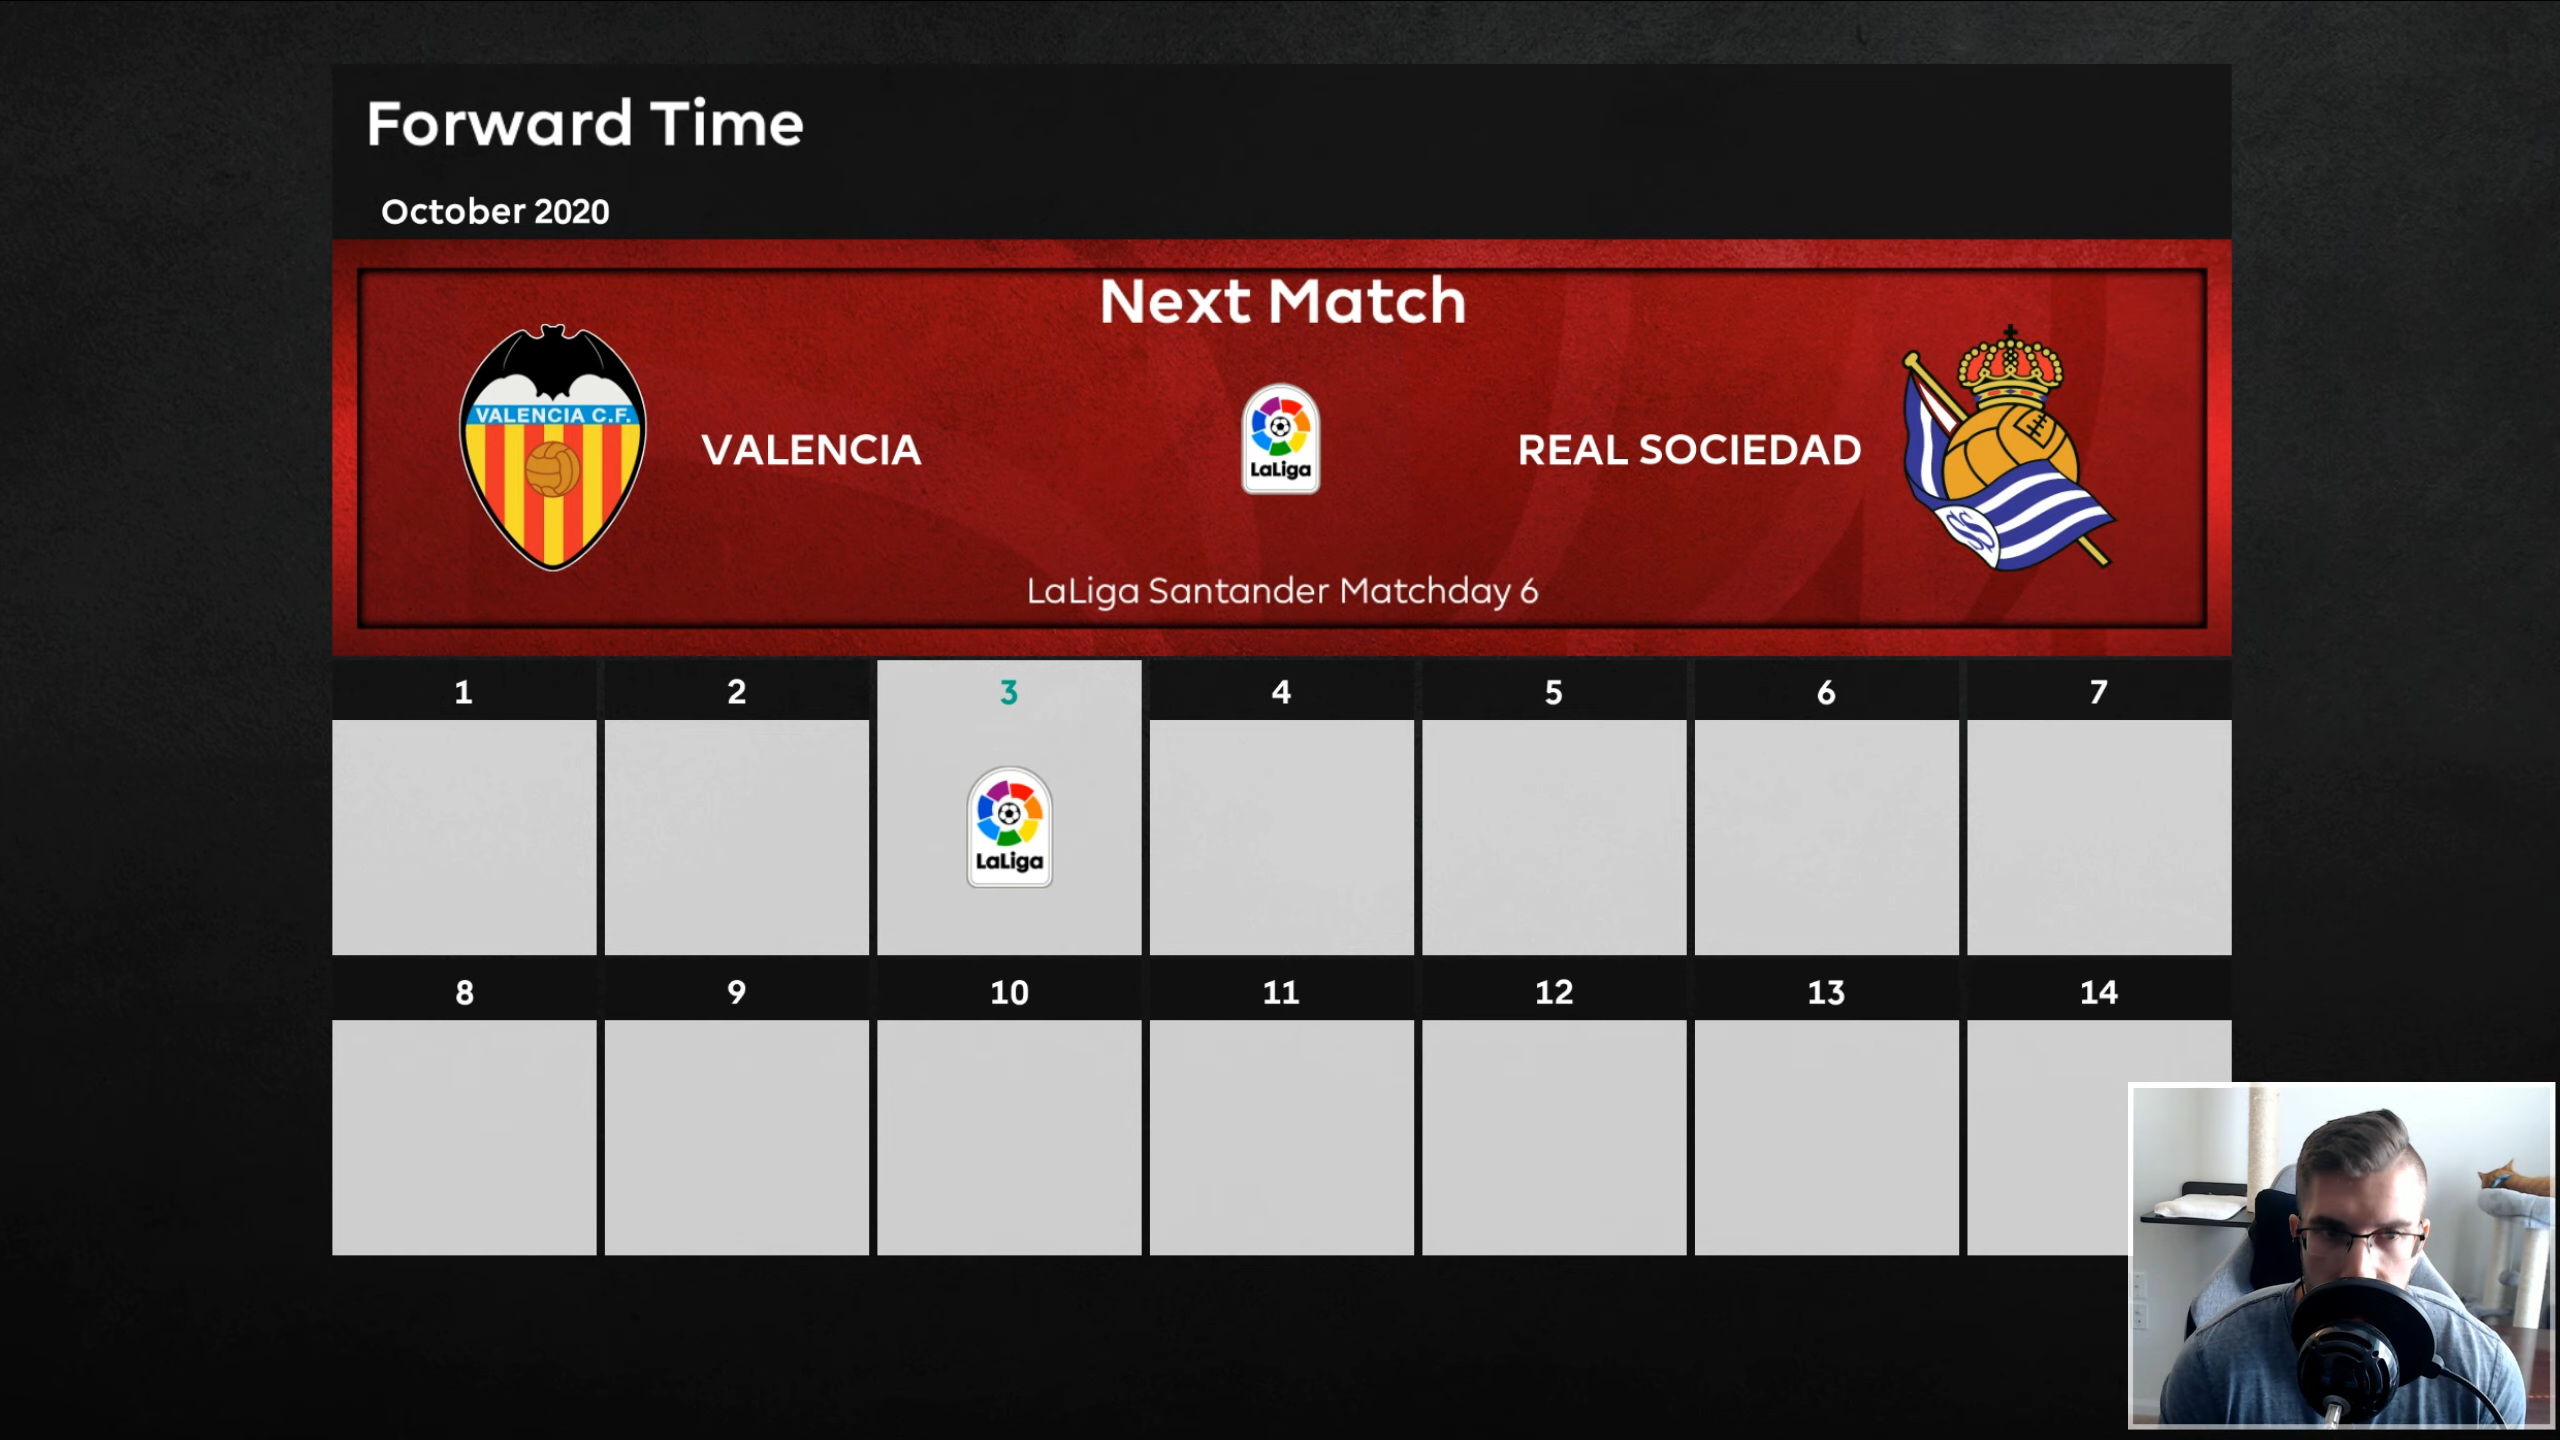 Forward Time
October 2020
Next Match
VALENCIA C.F.
VALENCIA
LaLiga
REAL SOCIEDAD
LaLiga Santander Matchday 6
1 2 3 4 5 6 7
LaLiga
8 9 10 11 12 13 14